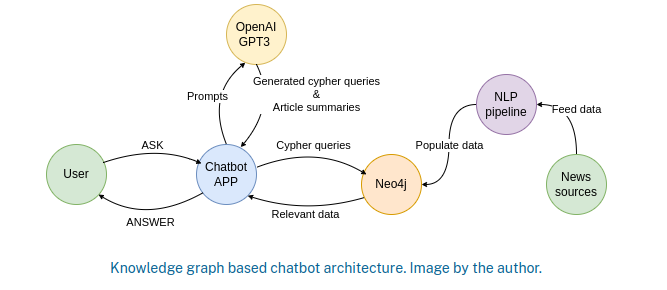 OpenAI
GPT3
Generated cypher queries
&
Article summaries
Prompts
NLP
pipeline
Feed data
ASK
Cypher queries
Populate data
User
Chatbot
APP
Neo4j
News
sources
ANSWER
Relevant data
Knowledge graph based chatbot architecture. Image by the author.